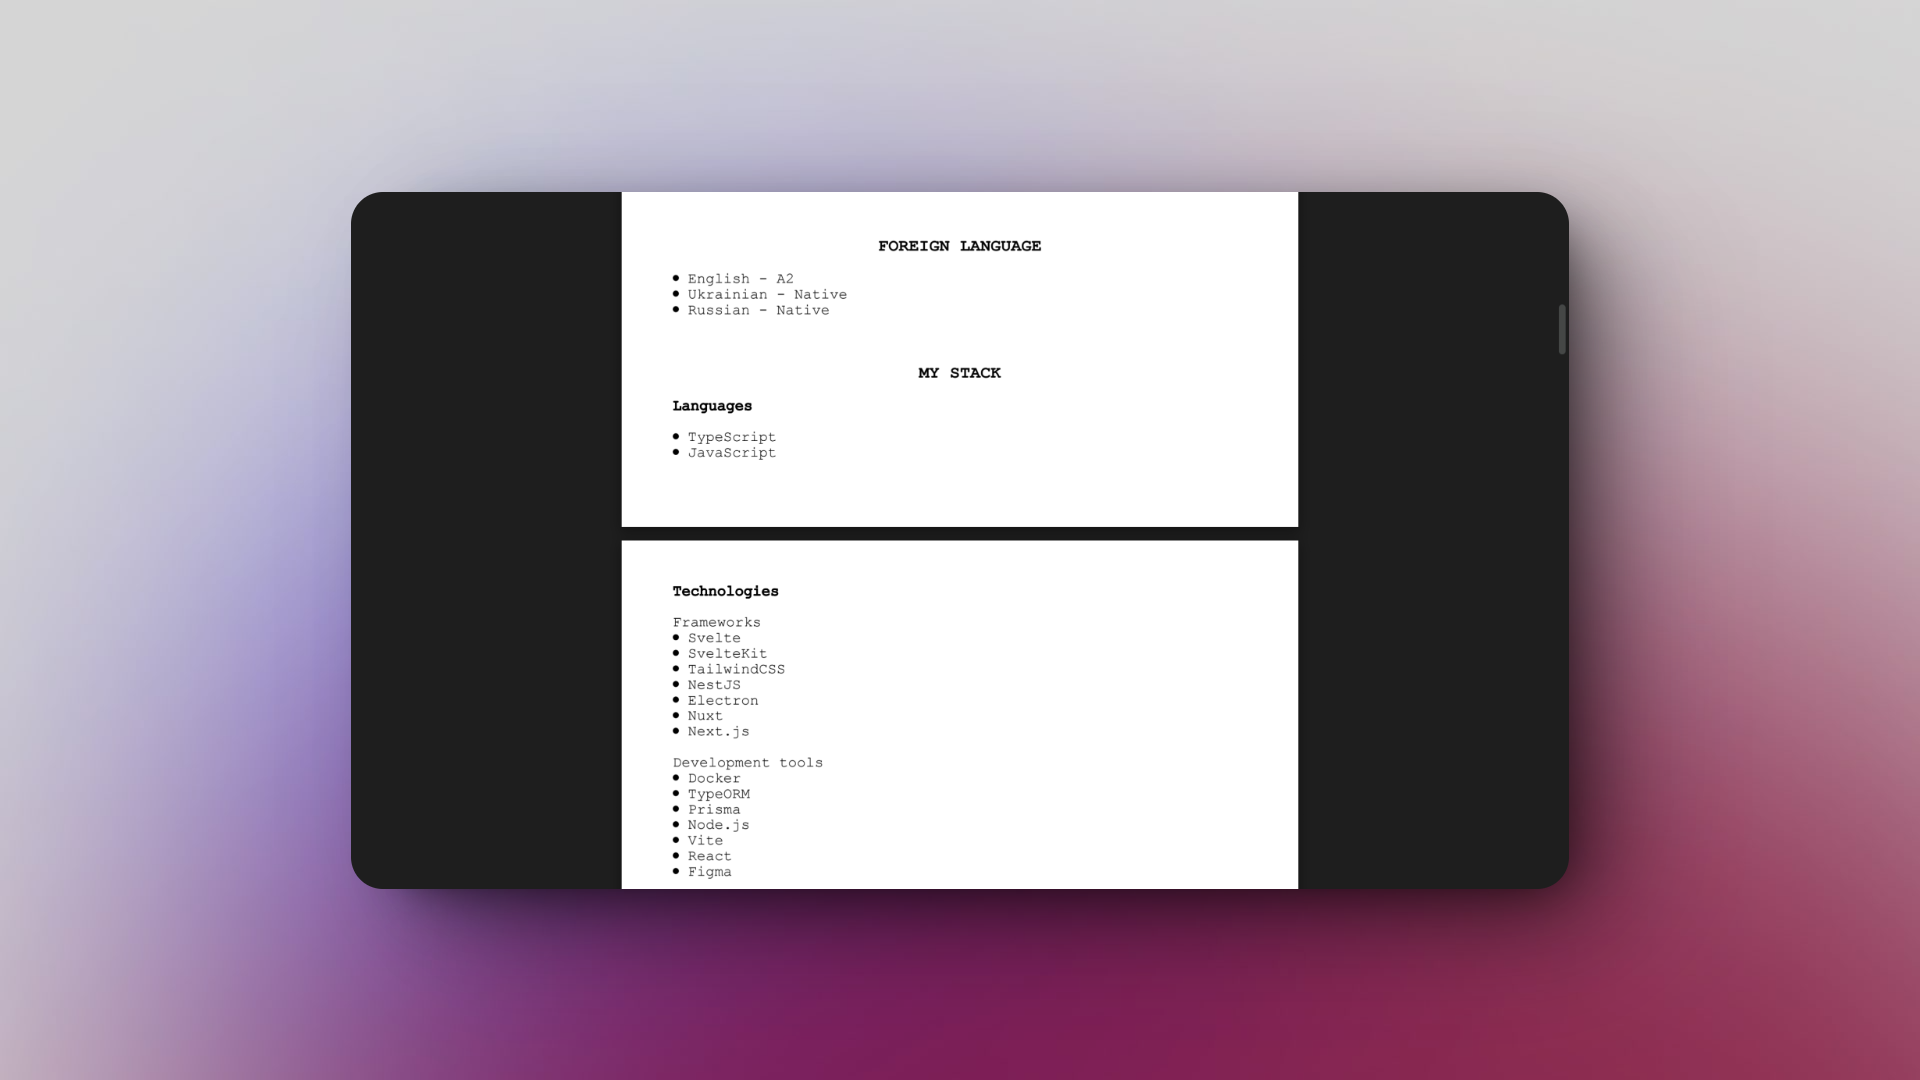 FOREIGN LANGUAGE
● English - A2
● Ukrainian - Native
● Russian - Native
MY STACK
Languages
● TypeScript
● JavaScript
Technologies
Frameworks
● Svelte
● SvelteKit
● TailwindCSS
● NestJS
● Electron
● Nuxt
● Next.js
Development tools
● Docker
● TypeORM
● Prisma
● Node.js
● Vite
● React
● Figma